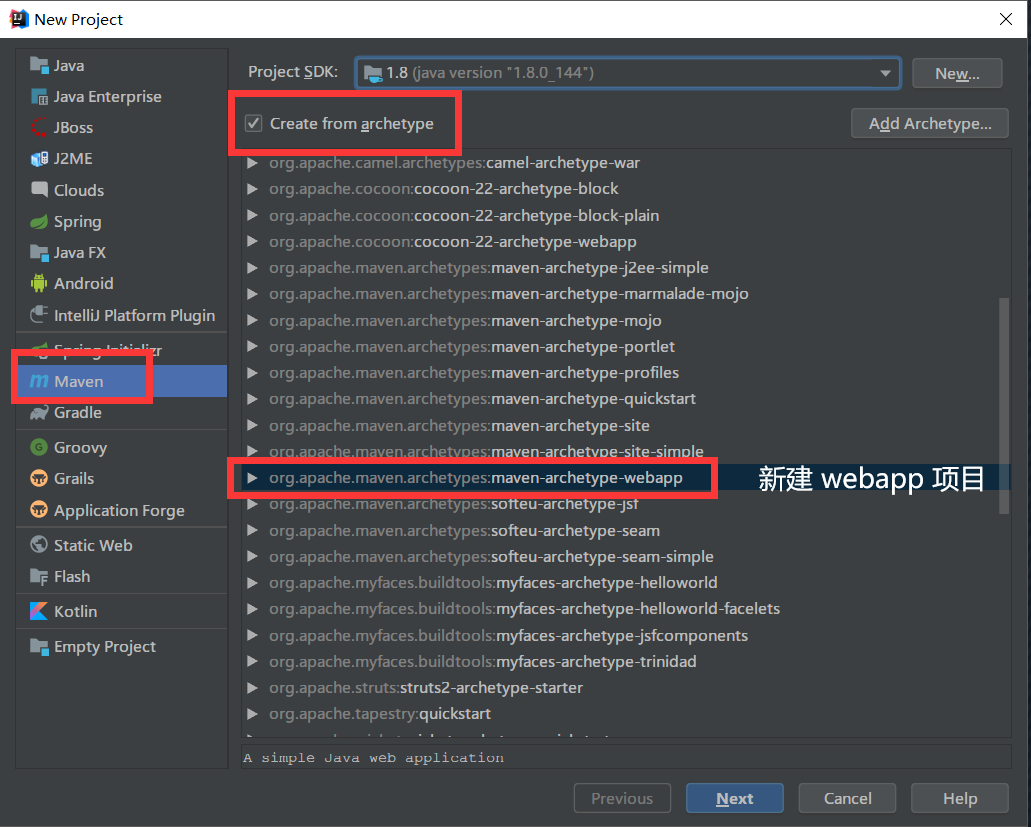 New Project
Java
Java Enterprise
JBoss
J2ME
Clouds
Spring
Java FX
Android
IntelliJ Platform Plugin
Spring Initializr
Maven
Gradle
Groovy
Grails
Application Forge
Static Web
Flash
Kotlin
Empty Project
Project SDK: 1.8 (java version "1.8.0_144") New...
Create from archetype Add Archetype...
org.apache.camel.archetypes:camel-archetype-war
org.apache.cocoon:cocoon-22-archetype-block
org.apache.cocoon:cocoon-22-archetype-block-plain
org.apache.cocoon:cocoon-22-archetype-webapp
org.apache.maven.archetypes:maven-archetype-j2ee-simple
org.apache.maven.archetypes:maven-archetype-marmalade-mojo
org.apache.maven.archetypes:maven-archetype-mojo
org.apache.maven.archetypes:maven-archetype-portlet
org.apache.maven.archetypes:maven-archetype-profiles
org.apache.maven.archetypes:maven-archetype-quickstart
org.apache.maven.archetypes:maven-archetype-site
org.apache.maven.archetypes:maven-archetype-site-simple
org.apache.maven.archetypes:maven-archetype-webapp 新建 webapp 项目
org.apache.maven.archetypes:softeu-archetype-jsf
org.apache.maven.archetypes:softeu-archetype-seam
org.apache.maven.archetypes:softeu-archetype-seam-simple
org.apache.myfaces.buildtools:myfaces-archetype-helloworld
org.apache.myfaces.buildtools:myfaces-archetype-helloworld-facelets
org.apache.myfaces.buildtools:myfaces-archetype-jsfcomponents
org.apache.myfaces.buildtools:myfaces-archetype-trinidad
org.apache.struts:struts2-archetype-starter
org.apache.tapestry:quickstart
A simple Java web application
Previous Next Cancel Help